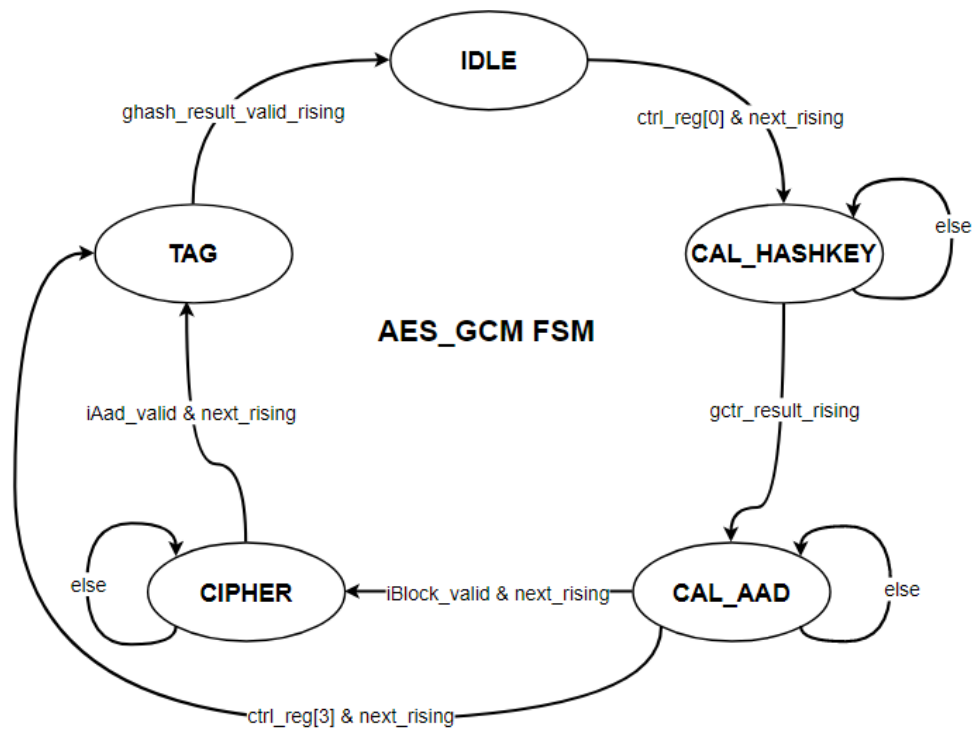 IDLE
ghash_result_valid_rising
ctrl_reg[0] & next_rising
TAG
CAL_HASHKEY
else
AES_GCM FSM
iAad_valid & next_rising
gctr_result_rising
else
CIPHER
iBlock_valid & next_rising
CAL_AAD
else
ctrl_reg[3] & next_rising